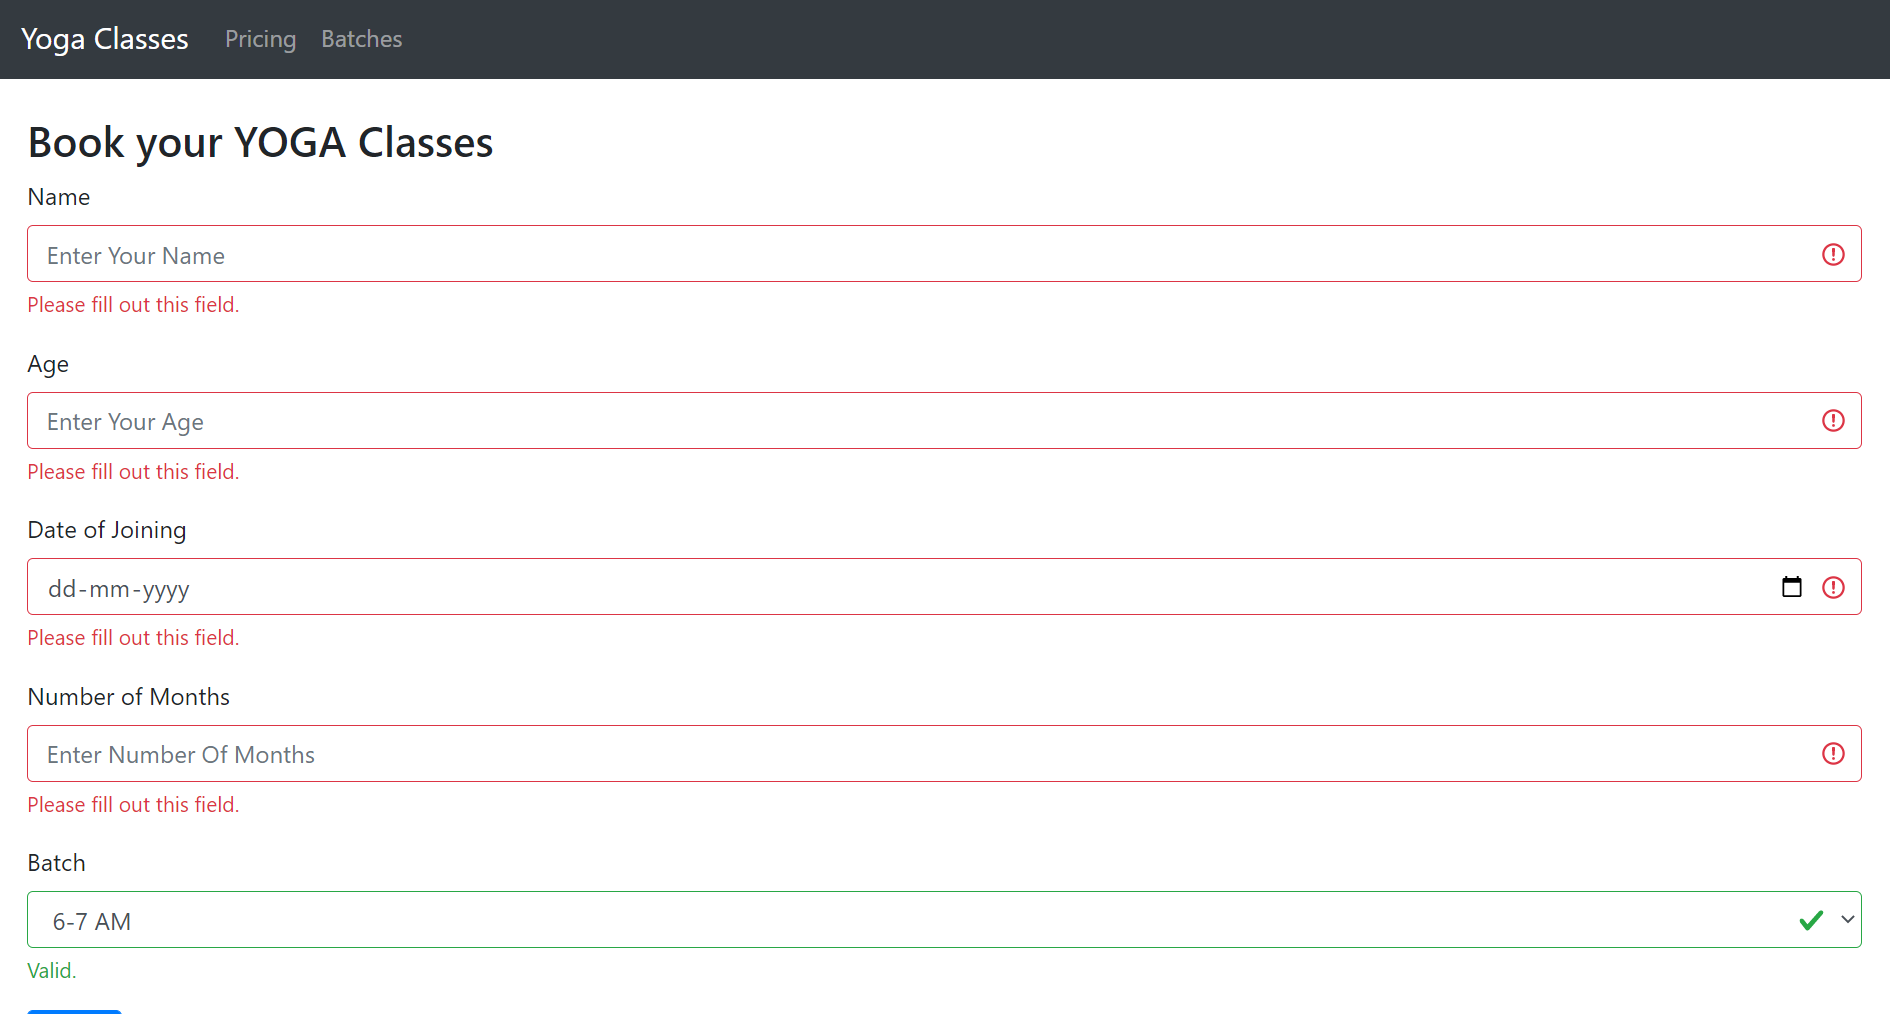 Yoga Classes Pricing Batches
Book your YOGA Classes
Name
Enter Your Name
Please fill out this field.
Age
Enter Your Age
Please fill out this field.
Date of Joining
dd-mm-yyyy
Please fill out this field.
Number of Months
Enter Number Of Months
Please fill out this field.
Batch
6-7 AM
Valid.